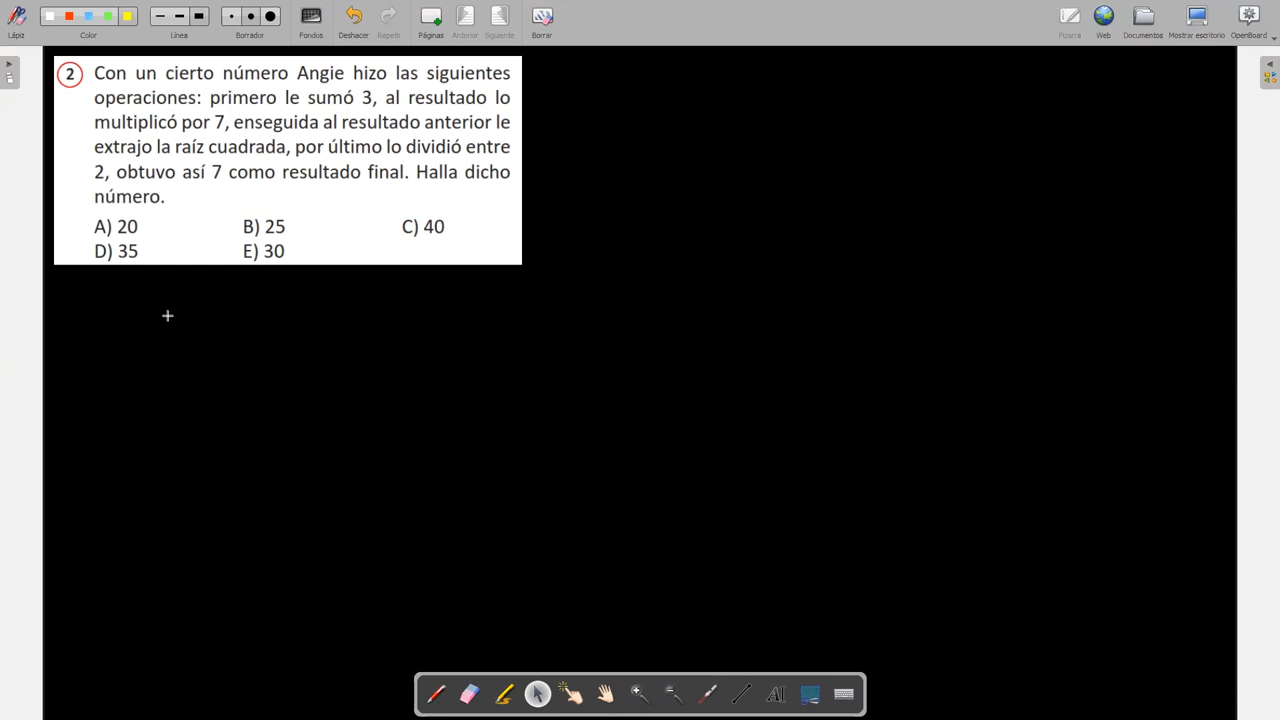 Lápiz Color Línea Borrador Fondos Deshacer Repetir Páginas Anterior Siguiente Borrar Pizarra Web Documentos Mostrar escritorio OpenBoard
2 Con un cierto número Angie hizo las siguientes
operaciones: primero le sumó 3, al resultado lo
multiplicó por 7, enseguida al resultado anterior le
extrajo la raíz cuadrada, por último lo dividió entre
2, obtuvo así 7 como resultado final. Halla dicho
número.
A) 20 B) 25 C) 40
D) 35 E) 30
AI